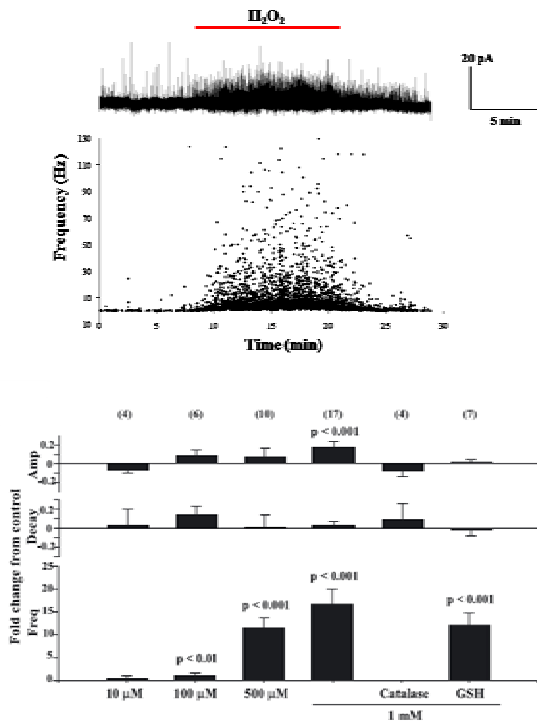 H₂O₂
20 pA
5 min
Frequency (Hz)
130
110
90
70
50
30
10
0 5 10 15 20 25 30
Time (min)
(4) (6) (10) (17) (4) (7)
Fold change from control
Amp
0.2
0
-0.2
p < 0.001
Decay
0.2
0
-0.2
Freq
25
20
15
10
5
0
p < 0.01
p < 0.001
p < 0.001
p < 0.001
10 µM 100 µM 500 µM Catalase GSH
1 mM